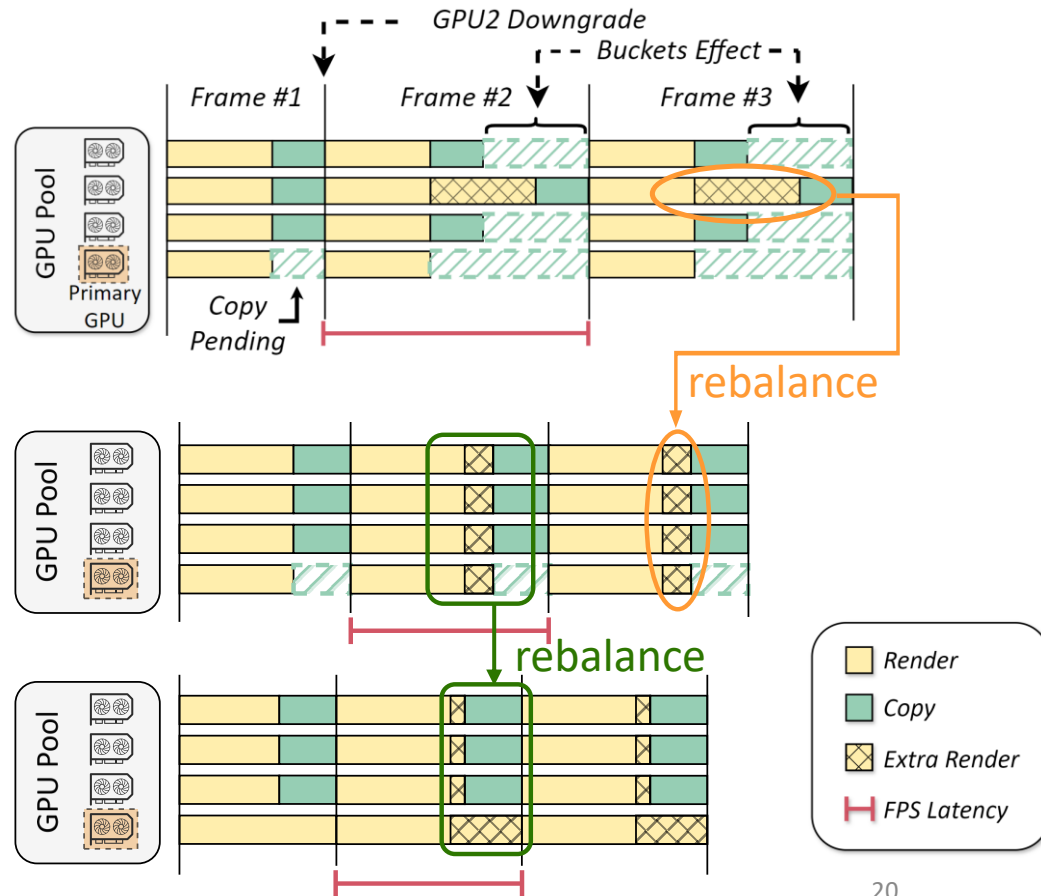 GPU2 Downgrade
Buckets Effect
Frame #1
Frame #2
Frame #3
GPU Pool
Primary
GPU
Copy
Pending
rebalance
GPU Pool
rebalance
GPU Pool
Render
Copy
Extra Render
FPS Latency
20